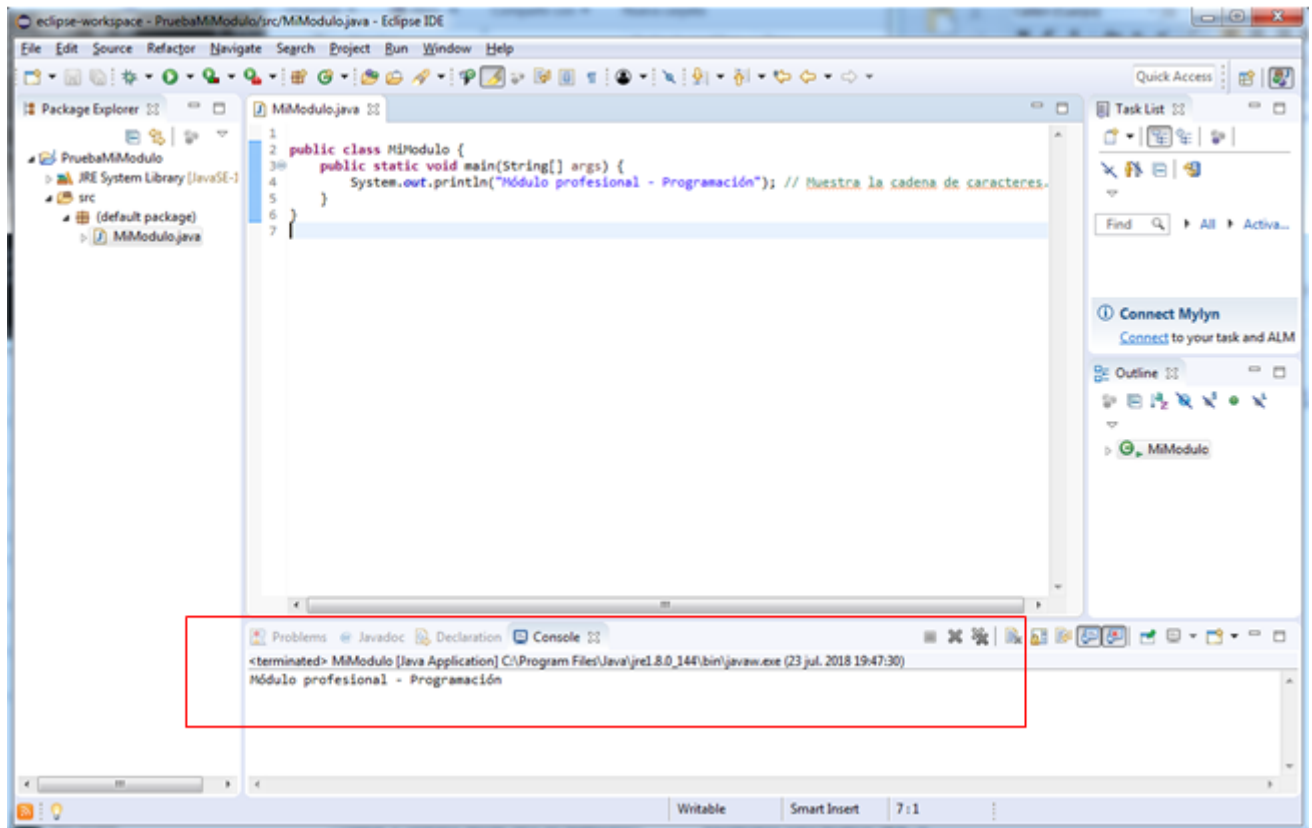 eclipse-workspace - PruebaMiModulo/src/MiModulo.java - Eclipse IDE
File Edit Source Refactor Navigate Search Project Run Window Help
Quick Access
Package Explorer
PruebaMiModulo
JRE System Library [JavaSE-1
src
(default package)
MiModulo.java
MiModulo.java
1
2 public class MiModulo {
3 public static void main(String[] args) {
4 System.out.println("Módulo profesional - Programación"); // Muestra la cadena de caracteres.
5 }
6 }
7
Task List
Find All Activa...
Connect Mylyn
Connect to your task and ALM
Outline
MiModulo
Problems Javadoc Declaration Console
<terminated> MiModulo [Java Application] C:\Program Files\Java\jre1.8.0_144\bin\javaw.exe (23 jul. 2018 19:47:30)
Módulo profesional - Programación
Writable Smart Insert 7 : 1